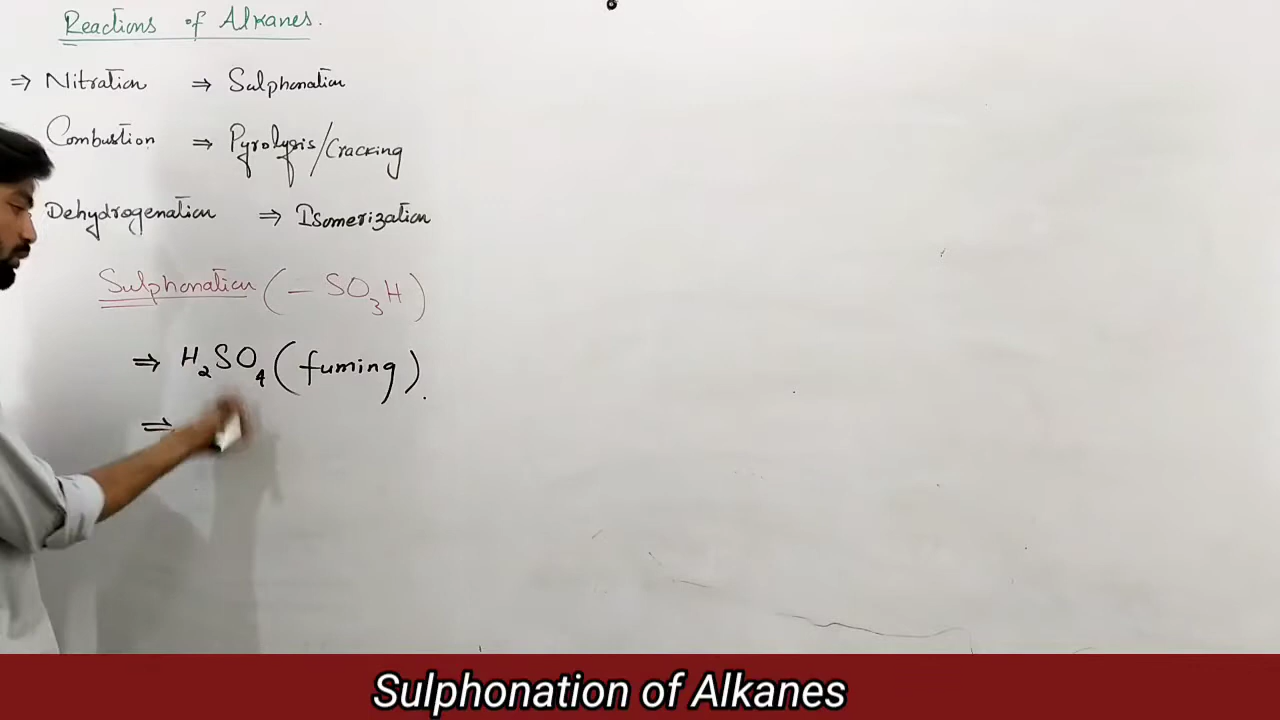 Reactions of Alkanes.
⇒ Nitration ⇒ Sulphonation
Combustion ⇒ Pyrolysis/Cracking
Dehydrogenation ⇒ Isomerization
Sulphonation (− SO₃H)
⇒ H₂SO₄ (fuming).
⇒
Sulphonation of Alkanes